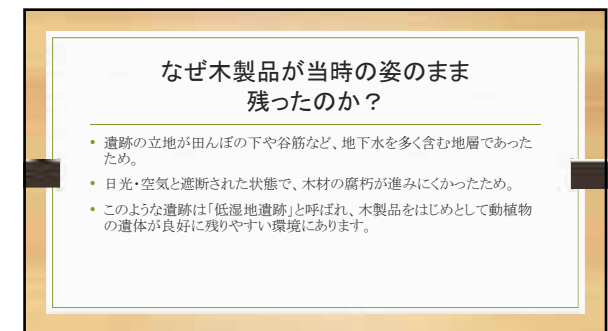 なぜ木製品が当時の姿のまま
残ったのか？
• 遺跡の立地が田んぼの下や谷筋など、地下水を多く含む地層であった
ため。
• 日光・空気と遮断された状態で、木材の腐朽が進みにくかったため。
• このような遺跡は「低湿地遺跡」と呼ばれ、木製品をはじめとして動植物
の遺体が良好に残りやすい環境にあります。